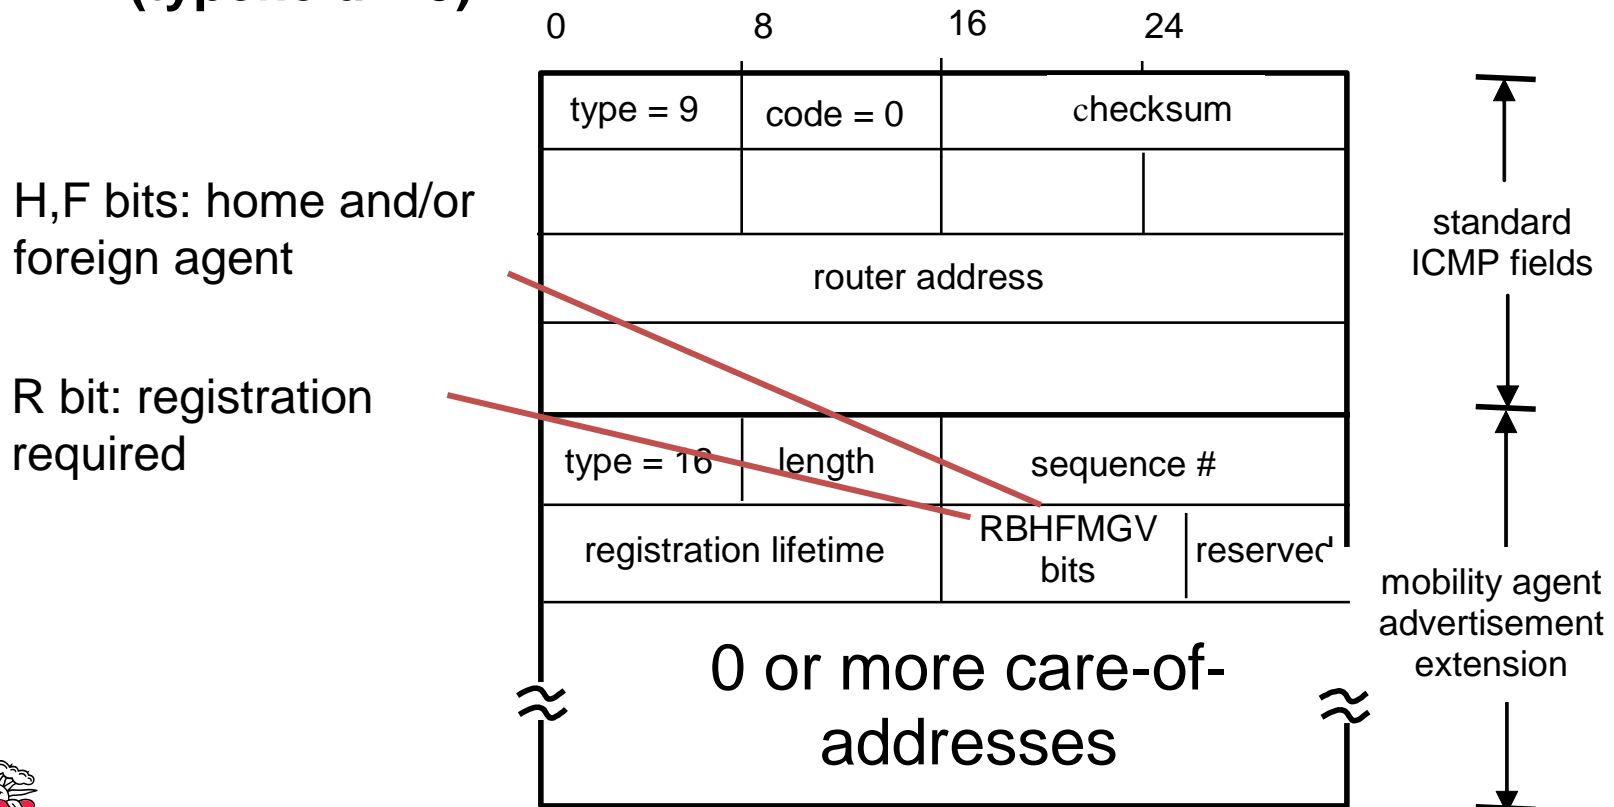 0 8 16 24
type = 9 code = 0 checksum
H,F bits: home and/or
foreign agent
standard
ICMP fields
router address
R bit: registration
required
type = 16 length sequence #
registration lifetime RBHFMGV
bits reserved
mobility agent
advertisement
extension
0 or more care-of-
addresses